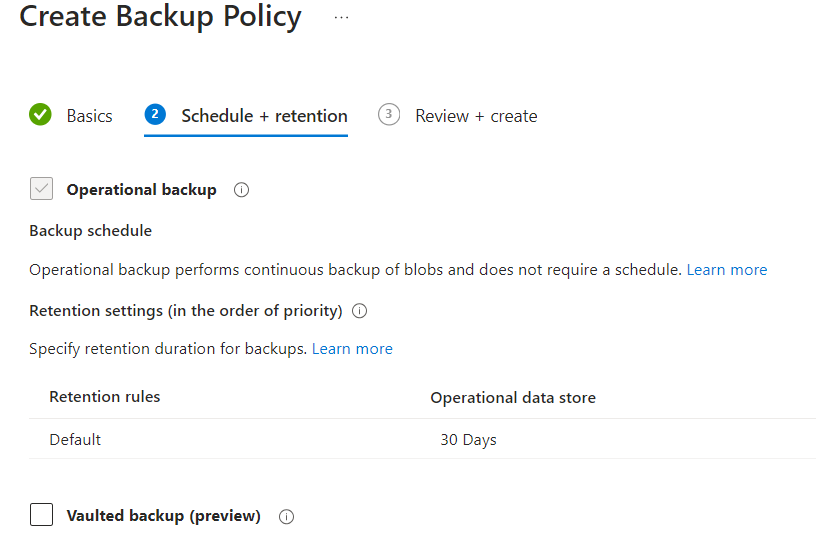 Create Backup Policy ...
Basics 2 Schedule + retention 3 Review + create
Operational backup
Backup schedule
Operational backup performs continuous backup of blobs and does not require a schedule. Learn more
Retention settings (in the order of priority)
Specify retention duration for backups. Learn more
Retention rules Operational data store
Default 30 Days
Vaulted backup (preview)